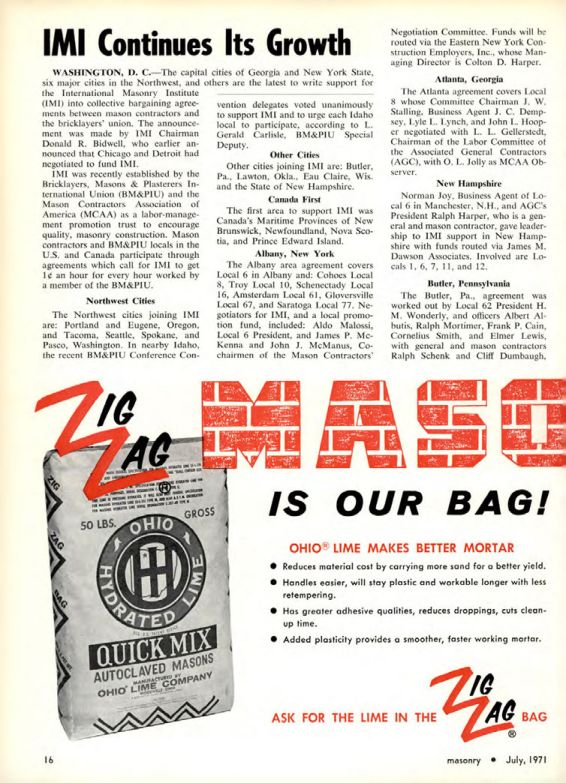 IMI Continues Its Growth
WASHINGTON, D. C.—The capital cities of Georgia and New York State,
six major cities in the Northwest, and others are the latest to write support for
the International Masonry Institute
(IMI) into collective bargaining agree-
ments between mason contractors and
the bricklayers' union. The announce-
ment was made by IMI Chairman
Donald R. Bidwell, who earlier an-
nounced that Chicago and Detroit had
negotiated to fund IMI.
IMI was recently established by the
Bricklayers, Masons & Plasterers In-
ternational Union (BM&PIU) and the
Mason Contractors Association of
America (MCAA) as a labor-manage-
ment promotion trust to encourage
quality, masonry construction. Mason
contractors and BM&PIU locals in the
U.S. and Canada participate through
agreements which call for IMI to get
1¢ an hour for every hour worked by
a member of the BM&PIU.
Northwest Cities
The Northwest cities joining IMI
are: Portland and Eugene, Oregon,
and Tacoma, Seattle, Spokane, and
Pasco, Washington. In nearby Idaho,
the recent BM&PIU Conference Con-
vention delegates voted unanimously
to support IMI and to urge each Idaho
local to participate, according to L.
Gerald Carlisle, BM&PIU Special
Deputy.
Other Cities
Other cities joining IMI are: Butler,
Pa., Lawton, Okla., Eau Claire, Wis.
and the State of New Hampshire.
Canada First
The first area to support IMI was
Canada's Maritime Provinces of New
Brunswick, Newfoundland, Nova Sco-
tia, and Prince Edward Island.
Albany, New York
The Albany area agreement covers
Local 6 in Albany and: Cohoes Local
8, Troy Local 10, Schenectady Local
16, Amsterdam Local 61, Gloversville
Local 67, and Saratoga Local 77. Ne-
gotiators for IMI, and a local promo-
tion fund, included: Aldo Malossi,
Local 6 President, and James P. Mc-
Kenna and John J. McManus, Co-
chairmen of the Mason Contractors'
Negotiation Committee. Funds will be
routed via the Eastern New York Con-
struction Employers, Inc., whose Man-
aging Director is Colton D. Harper.
Atlanta, Georgia
The Atlanta agreement covers Local
8 whose Committee Chairman J. W.
Stalling, Business Agent J. C. Demp-
sey, Lyle L. Lynch, and John L. Hoop-
er negotiated with L. L. Gellerstedt,
Chairman of the Labor Committee of
the Associated General Contractors
(AGC), with O. L. Jolly as MCAA Ob-
server.
New Hampshire
Norman Joy, Business Agent of Lo-
cal 6 in Manchester, N.H., and AGC's
President Ralph Harper, who is a gen-
eral and mason contractor, gave leader-
ship to IMI support in New Hamp-
shire with funds routed via James M.
Dawson Associates. Involved are Lo-
cals 1, 6, 7, 11, and 12.
Butler, Pennsylvania
The Butler, Pa., agreement was
worked out by Local 62 President H.
M. Wonderly, and officers Albert Al-
butis, Ralph Mortimer, Frank P. Cain,
Cornelius Smith, and Elmer Lewis,
with general and mason contractors
Ralph Schenk and Cliff Dumbaugh,
ZIG ZAG®
MASO
IS OUR BAG!
ZIG
ZAG
BAG
50 LBS. GROSS
OHIO
HYDRATED LIME
QUICK MIX
AUTOCLAVED MASONS
MANUFACTURED BY
OHIO LIME COMPANY
OHIO® LIME MAKES BETTER MORTAR
● Reduces material cost by carrying more sand for a better yield.
● Handles easier, will stay plastic and workable longer with less
retempering.
● Has greater adhesive qualities, reduces droppings, cuts clean-
up time.
● Added plasticity provides a smoother, faster working mortar.
ASK FOR THE LIME IN THE ZIG ZAG® BAG
16
masonry ● July, 1971